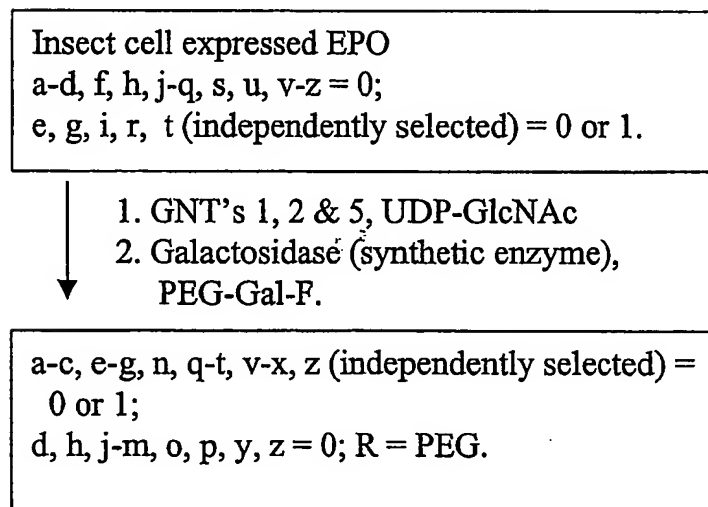 Insect cell expressed EPO
a-d, f, h, j-q, s, u, v-z = 0;
e, g, i, r, t (independently selected) = 0 or 1.
1. GNT's 1, 2 & 5, UDP-GlcNAc
2. Galactosidase (synthetic enzyme),
PEG-Gal-F.
a-c, e-g, n, q-t, v-x, z (independently selected) =
0 or 1;
d, h, j-m, o, p, y, z = 0; R = PEG.